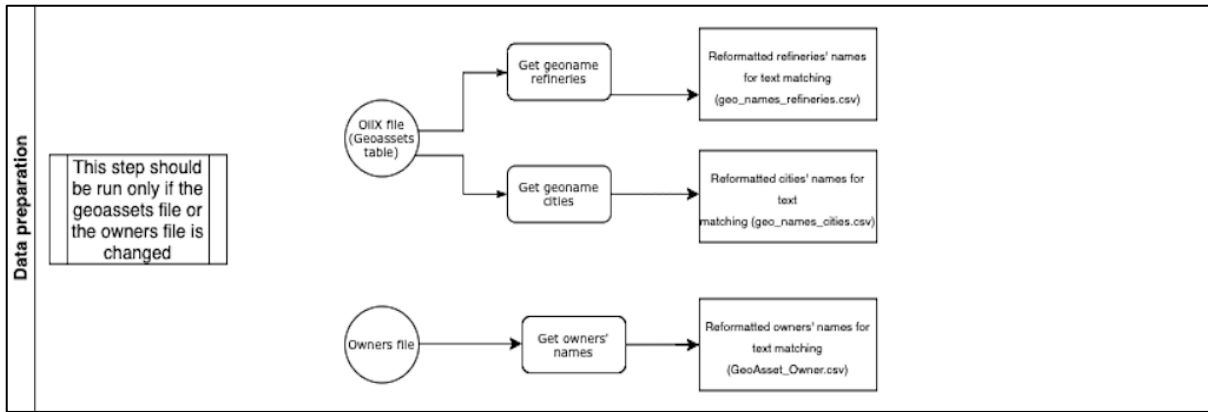 Data preparation
This step should
be run only if the
geoassets file or
the owners file is
changed
OilX file
(Geoassets
table)
Get geoname
refineries
Reformatted refineries' names
for text matching
(geo_names_refineries.csv)
Get geoname
cities
Reformatted cities' names for
text
matching (geo_names_cities.csv)
Owners file
Get owners'
names
Reformatted owners' names for
text matching
(GeoAsset_Owner.csv)